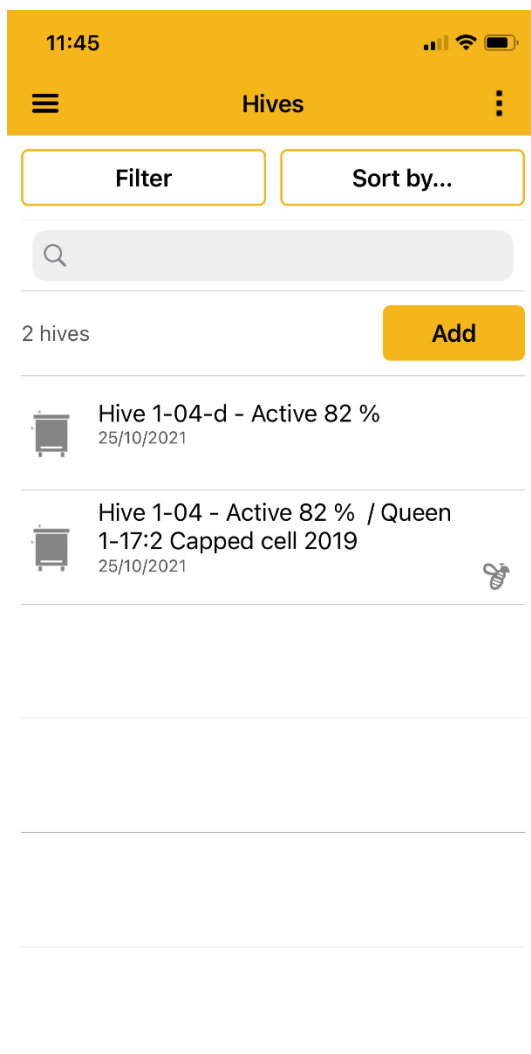 11:45
Hives
Filter
Sort by...
2 hives
Add
Hive 1-04-d - Active 82 %
25/10/2021
Hive 1-04 - Active 82 % / Queen
1-17:2 Capped cell 2019
25/10/2021